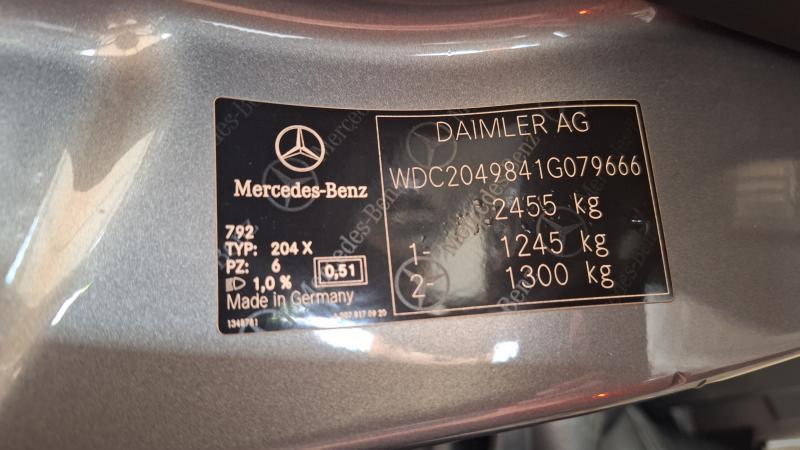 Mercedes-Benz
792
TYP: 204 X
PZ: 6
1,0 %
0,51
Made in Germany
1348781
DAIMLER AG
WDC2049841G079666
2455 kg
1- 1245 kg
2- 1300 kg